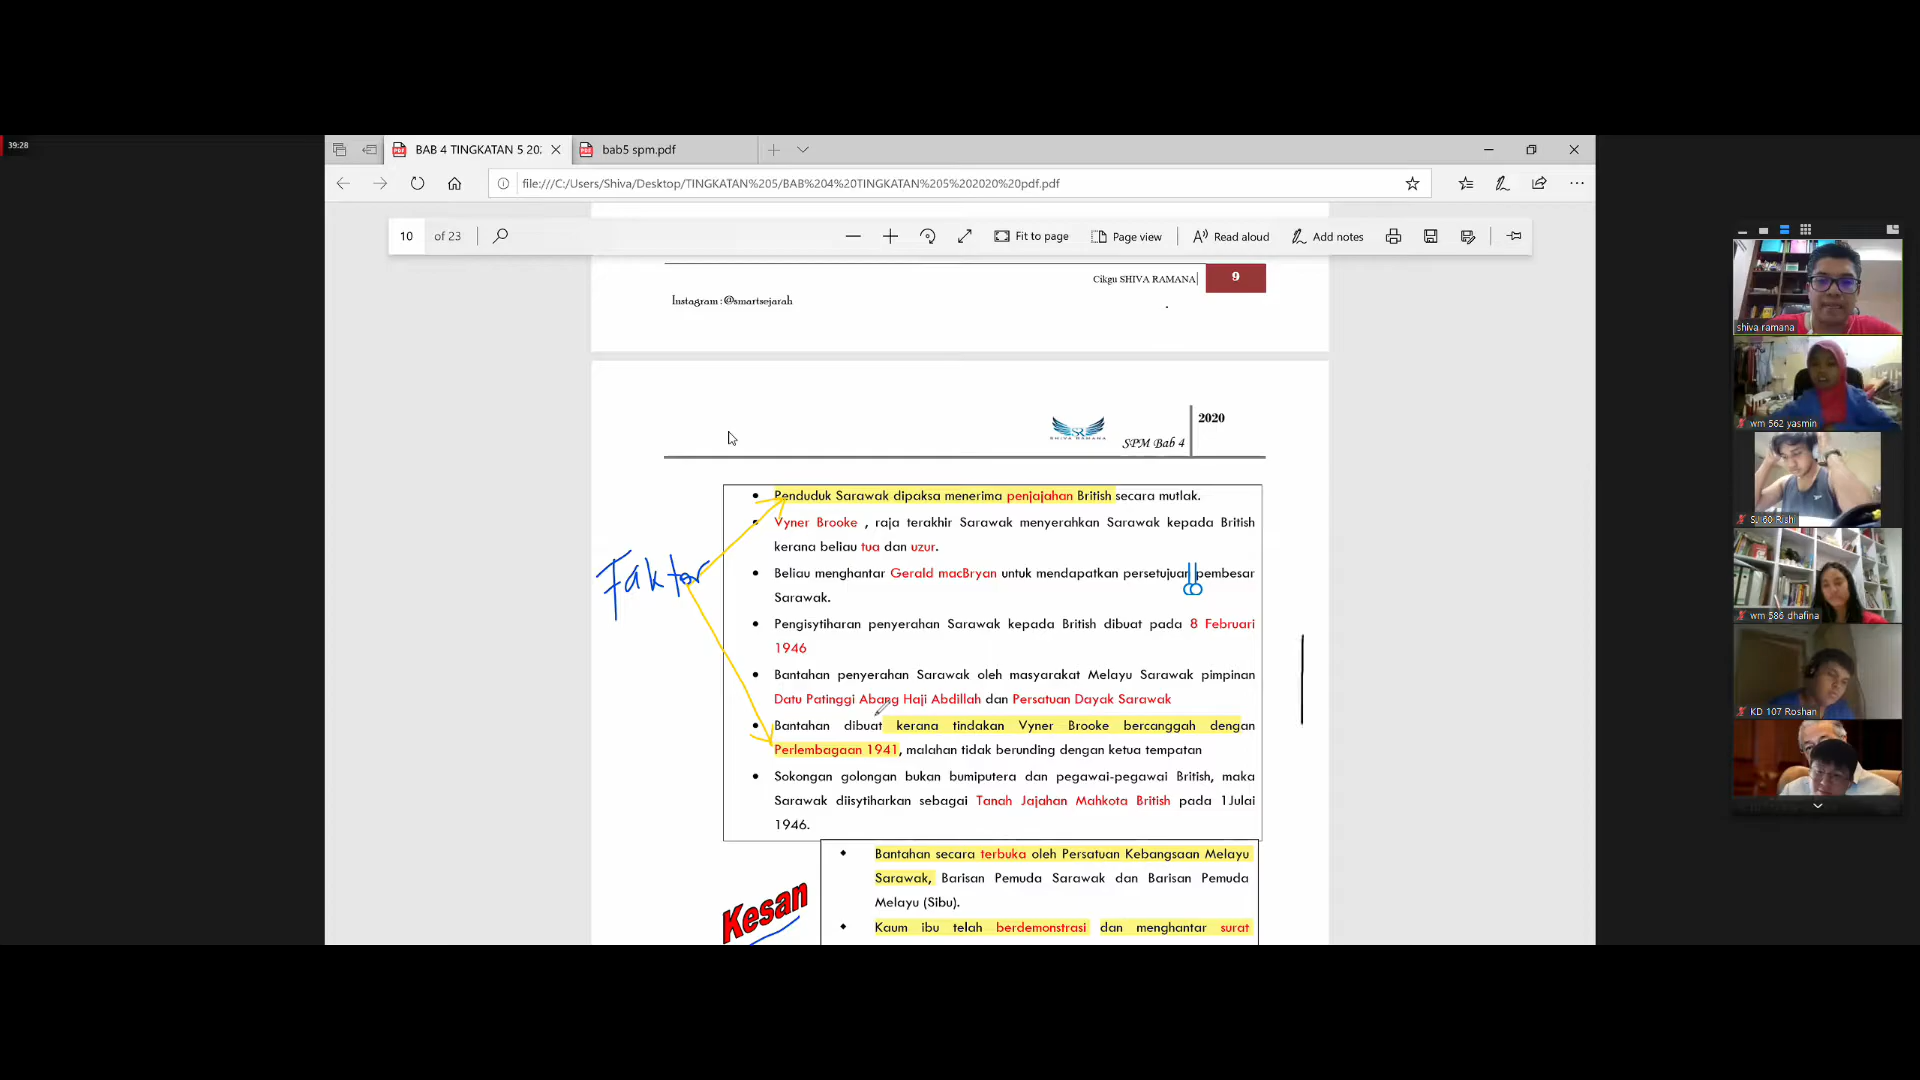 39:28
BAB 4 TINGKATAN 5 20
bab5 spm.pdf
file:///C:/Users/Shiva/Desktop/TINGKATAN%205/BAB%204%20TINGKATAN%205%202020%20pdf.pdf
10 of 23
Fit to page
Page view
Read aloud
Add notes
Cikgu SHIVA RAMANA
9
Instagram : @smartsejarah
SHIVA RAMANA
2020
SPM Bab 4
• Penduduk Sarawak dipaksa menerima penjajahan British secara mutlak.
• Vyner Brooke , raja terakhir Sarawak menyerahkan Sarawak kepada British
kerana beliau tua dan uzur.
• Beliau menghantar Gerald macBryan untuk mendapatkan persetujuan pembesar
Sarawak.
• Pengisytiharan penyerahan Sarawak kepada British dibuat pada 8 Februari
1946
• Bantahan penyerahan Sarawak oleh masyarakat Melayu Sarawak pimpinan
Datu Patinggi Abang Haji Abdillah dan Persatuan Dayak Sarawak
• Bantahan dibuat kerana tindakan Vyner Brooke bercanggah dengan
Perlembagaan 1941, malahan tidak berunding dengan ketua tempatan
• Sokongan golongan bukan bumiputera dan pegawai-pegawai British, maka
Sarawak diisytiharkan sebagai Tanah Jajahan Mahkota British pada 1Julai
1946.
Faktor
Kesan
Bantahan secara terbuka oleh Persatuan Kebangsaan Melayu
Sarawak, Barisan Pemuda Sarawak dan Barisan Pemuda
Melayu (Sibu).
Kaum ibu telah berdemonstrasi dan menghantar surat
shiva ramana
wm 562 yasmin
SJ 60 Rishi
wm 586 dhafina
KD 107 Roshan